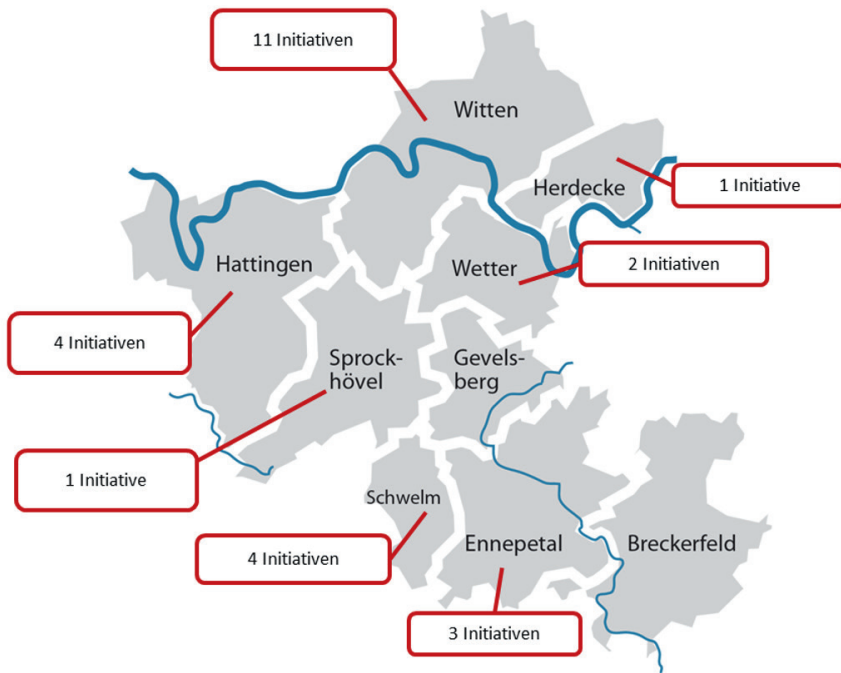 11 Initiativen
Witten
Herdecke
1 Initiative
Hattingen
Wetter
2 Initiativen
4 Initiativen
Sprock-
hövel
Gevels-
berg
1 Initiative
Schwelm
4 Initiativen
Ennepetal
Breckerfeld
3 Initiativen